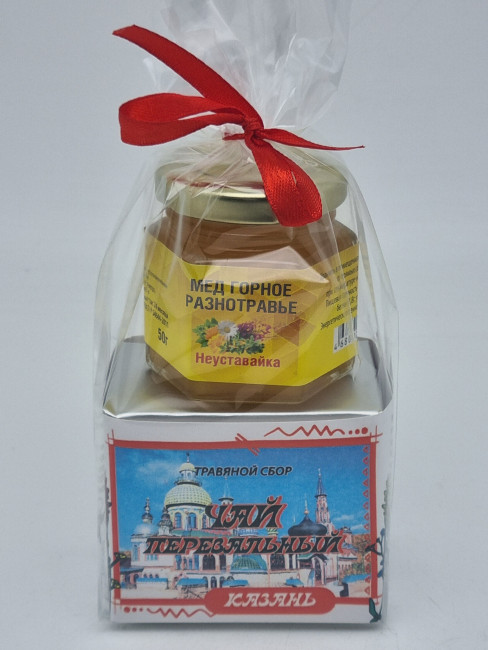 МЕД ГОРНОЕ
РАЗНОТРАВЬЕ
Неуставайка
50г
ТРАВЯНОЙ СБОР
ЧАЙ
ПЕРЕВАЛЬНЫЙ
КАЗАНЬ